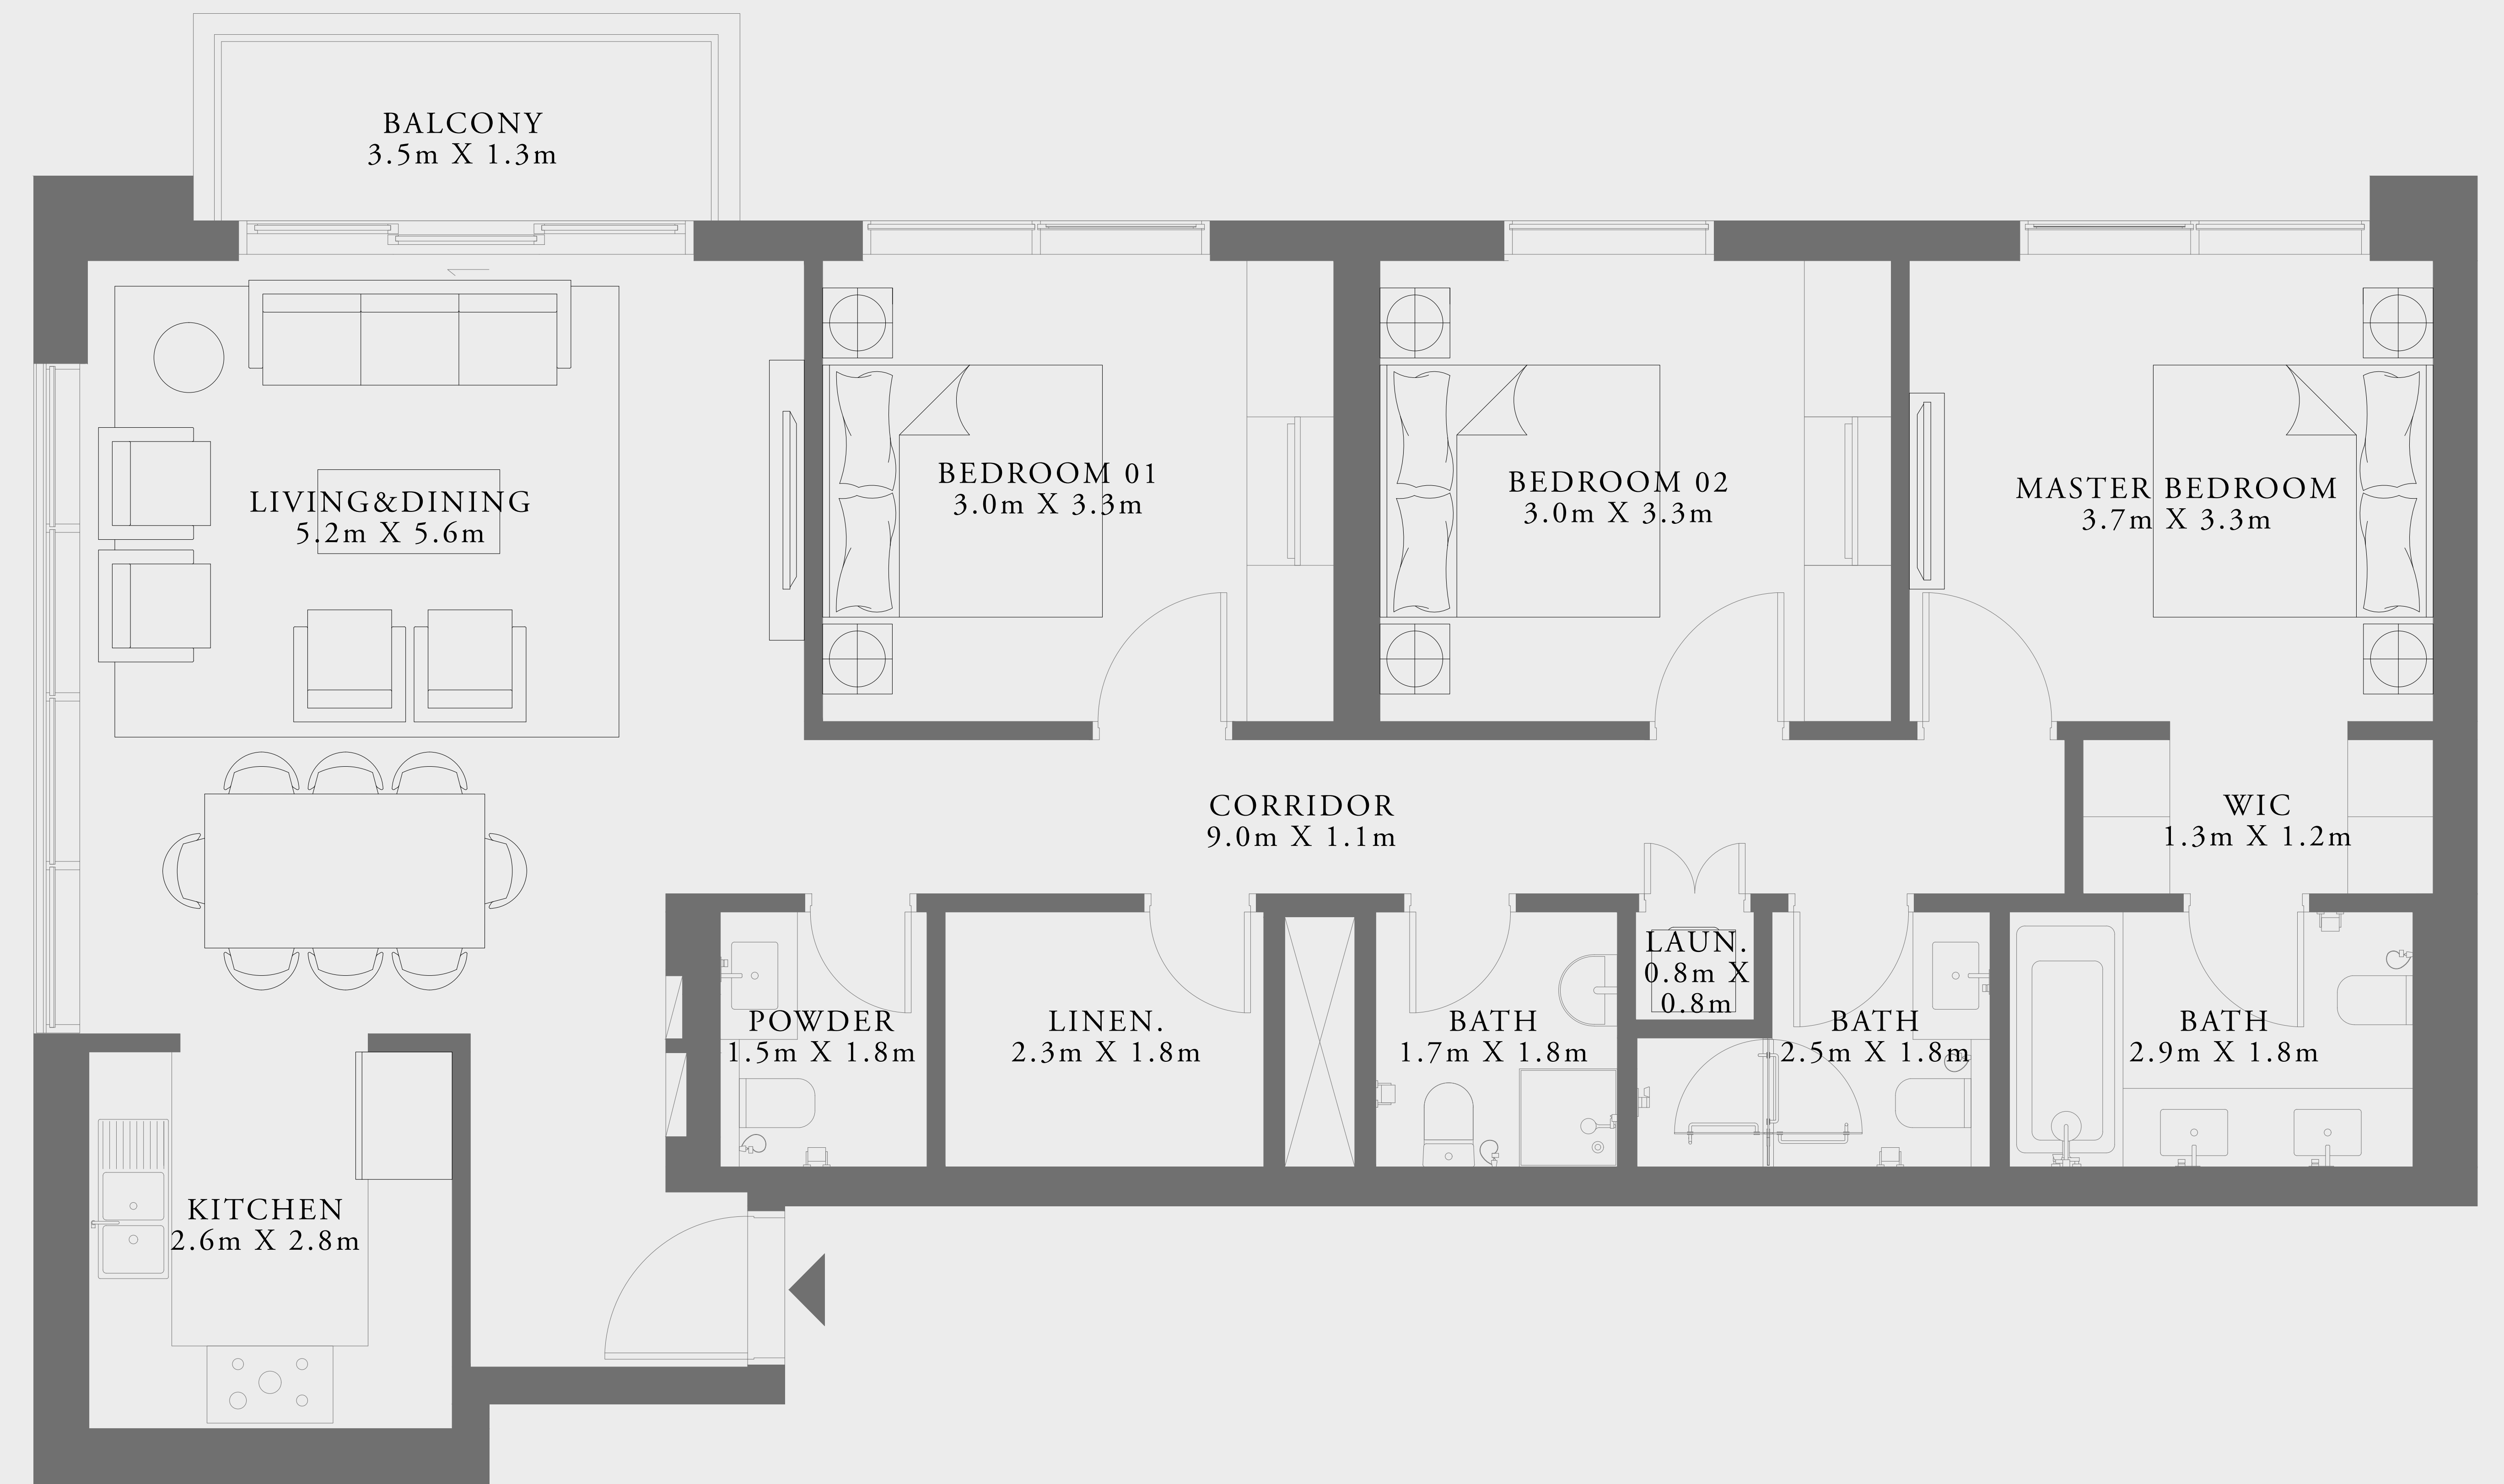 BALCONY
3.5m X 1.3m
LIVING&DINING
5.2m X 5.6m
BEDROOM 01
3.0m X 3.3m
BEDROOM 02
3.0m X 3.3m
MASTER BEDROOM
3.7m X 3.3m
CORRIDOR
9.0m X 1.1m
WIC
1.3m X 1.2m
LAUN.
0.8m X
0.8m
POWDER
1.5m X 1.8m
LINEN.
2.3m X 1.8m
BATH
1.7m X 1.8m
BATH
2.5m X 1.8m
BATH
2.9m X 1.8m
KITCHEN
2.6m X 2.8m